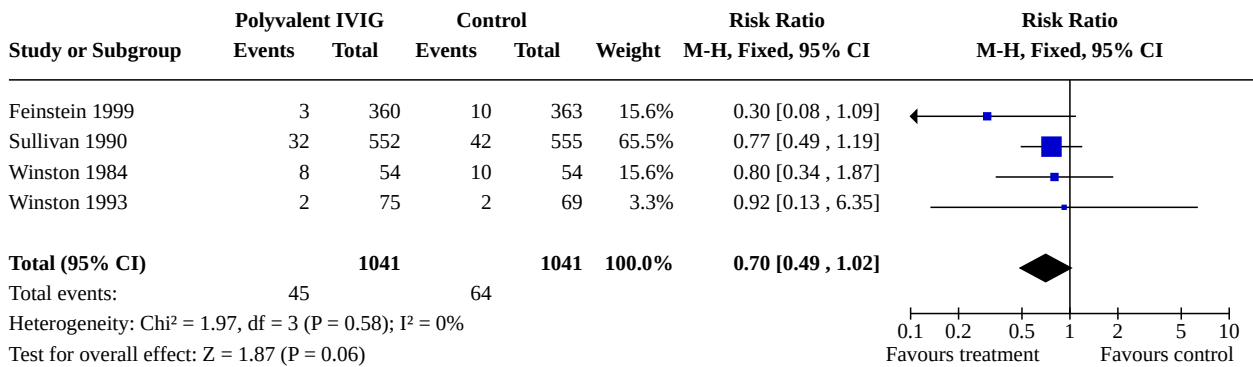 Polyvalent IVIG Control Risk Ratio Risk Ratio
Study or Subgroup Events Total Events Total Weight M-H, Fixed, 95% CI M-H, Fixed, 95% CI
Feinstein 1999 3 360 10 363 15.6% 0.30 [0.08 , 1.09]
Sullivan 1990 32 552 42 555 65.5% 0.77 [0.49 , 1.19]
Winston 1984 8 54 10 54 15.6% 0.80 [0.34 , 1.87]
Winston 1993 2 75 2 69 3.3% 0.92 [0.13 , 6.35]
Total (95% CI) 1041 1041 100.0% 0.70 [0.49 , 1.02]
Total events: 45 64
Heterogeneity: Chi² = 1.97, df = 3 (P = 0.58); I² = 0%
0.1 0.2 0.5 1 2 5 10
Test for overall effect: Z = 1.87 (P = 0.06) Favours treatment Favours control